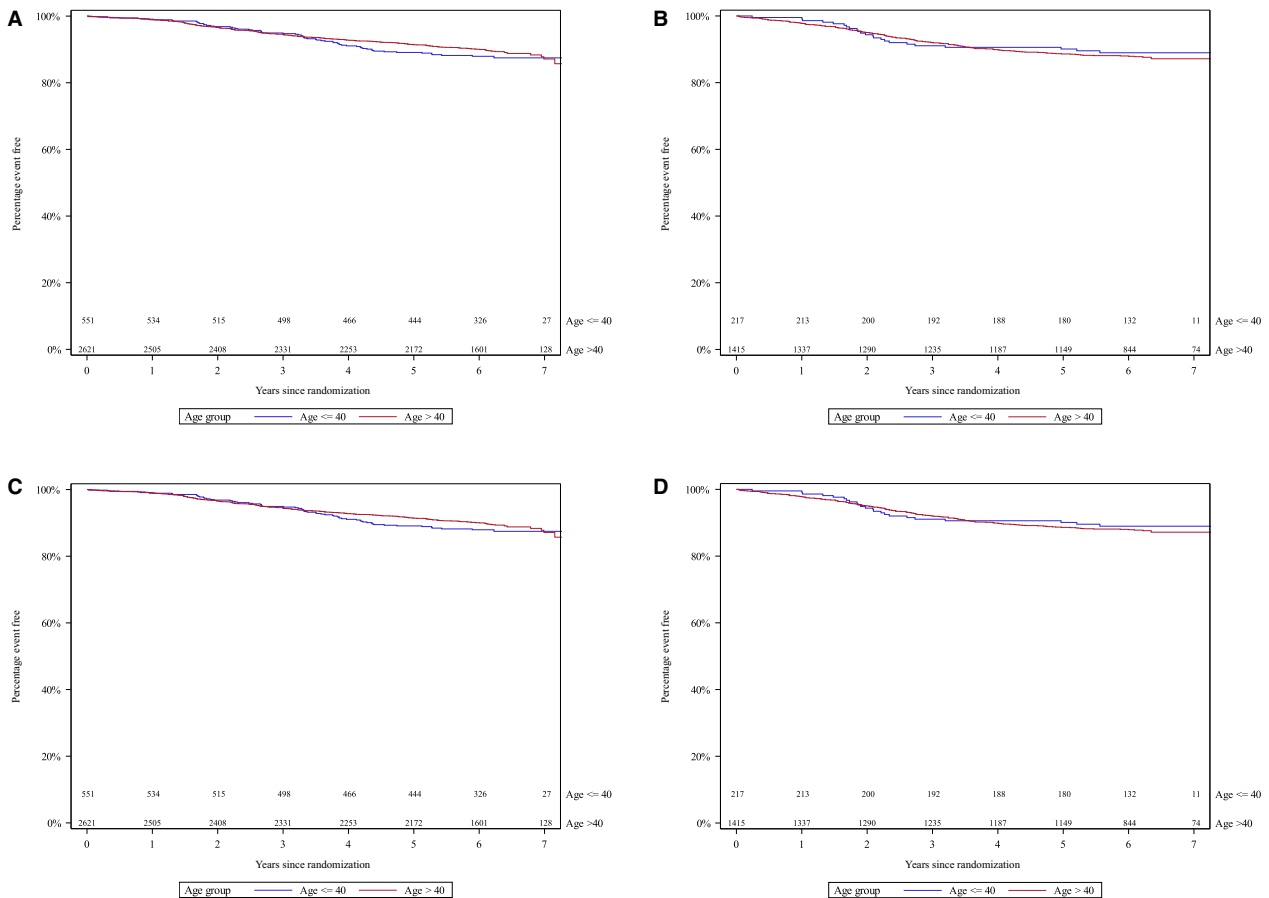 A
100%
80%
60%
40%
20%
0%
Percentage event free
551 534 515 498 466 444 326 27 Age <= 40
2621 2505 2408 2331 2253 2172 1601 128 Age >40
0 1 2 3 4 5 6 7
Years since randomization
Age group Age <= 40 Age > 40
B
100%
80%
60%
40%
20%
0%
Percentage event free
217 213 200 192 188 180 132 11 Age <= 40
1415 1337 1290 1235 1187 1149 844 74 Age >40
0 1 2 3 4 5 6 7
Years since randomization
Age group Age <= 40 Age > 40
C
100%
80%
60%
40%
20%
0%
Percentage event free
551 534 515 498 466 444 326 27 Age <= 40
2621 2505 2408 2331 2253 2172 1601 128 Age >40
0 1 2 3 4 5 6 7
Years since randomization
Age group Age <= 40 Age > 40
D
100%
80%
60%
40%
20%
0%
Percentage event free
217 213 200 192 188 180 132 11 Age <= 40
1415 1337 1290 1235 1187 1149 844 74 Age >40
0 1 2 3 4 5 6 7
Years since randomization
Age group Age <= 40 Age > 40